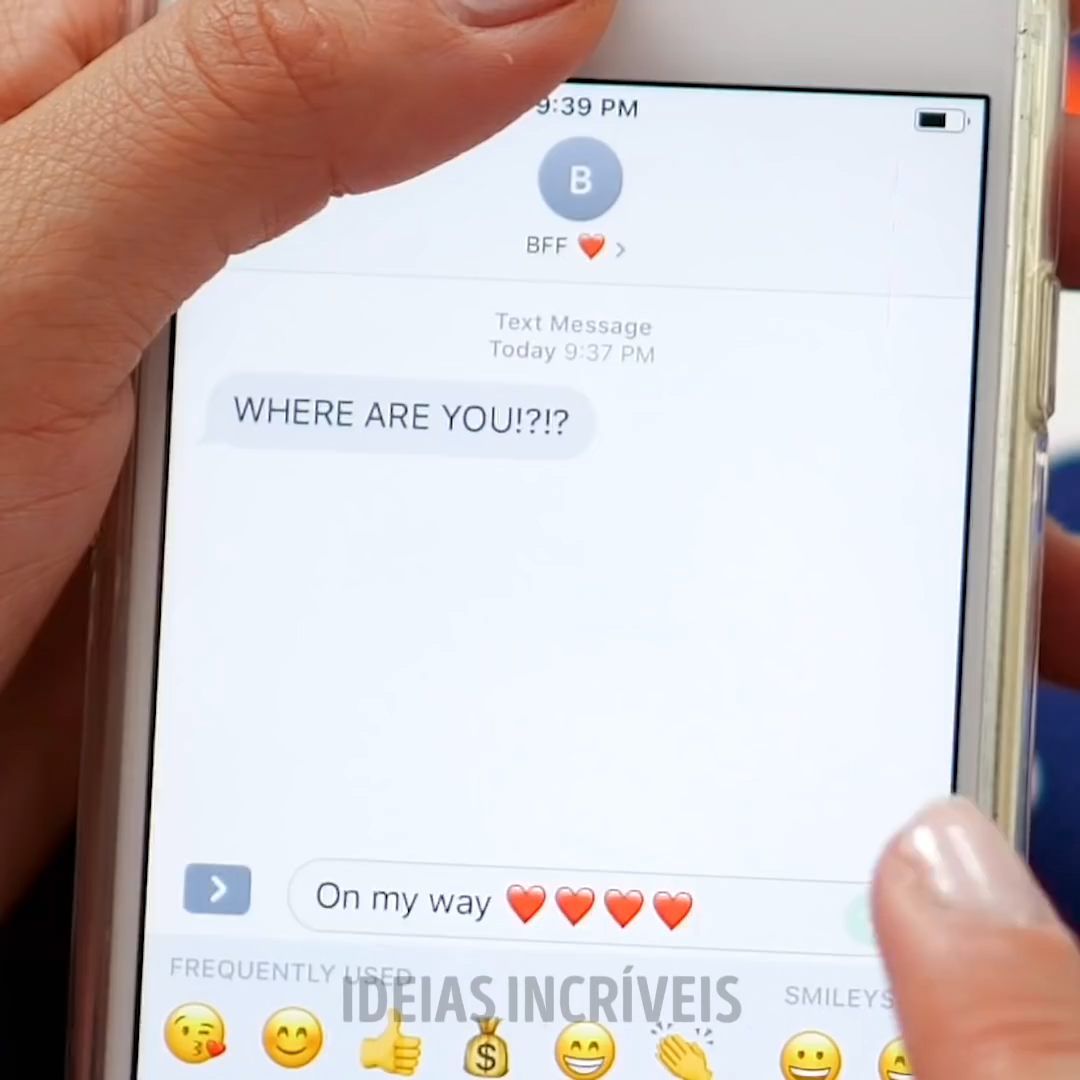 9:39 PM
B
BFF ❤️ >
Text Message
Today 9:37 PM
WHERE ARE YOU!?!?
On my way ❤️❤️❤️❤️
FREQUENTLY USED
SMILEYS
IDEIAS INCRÍVEIS